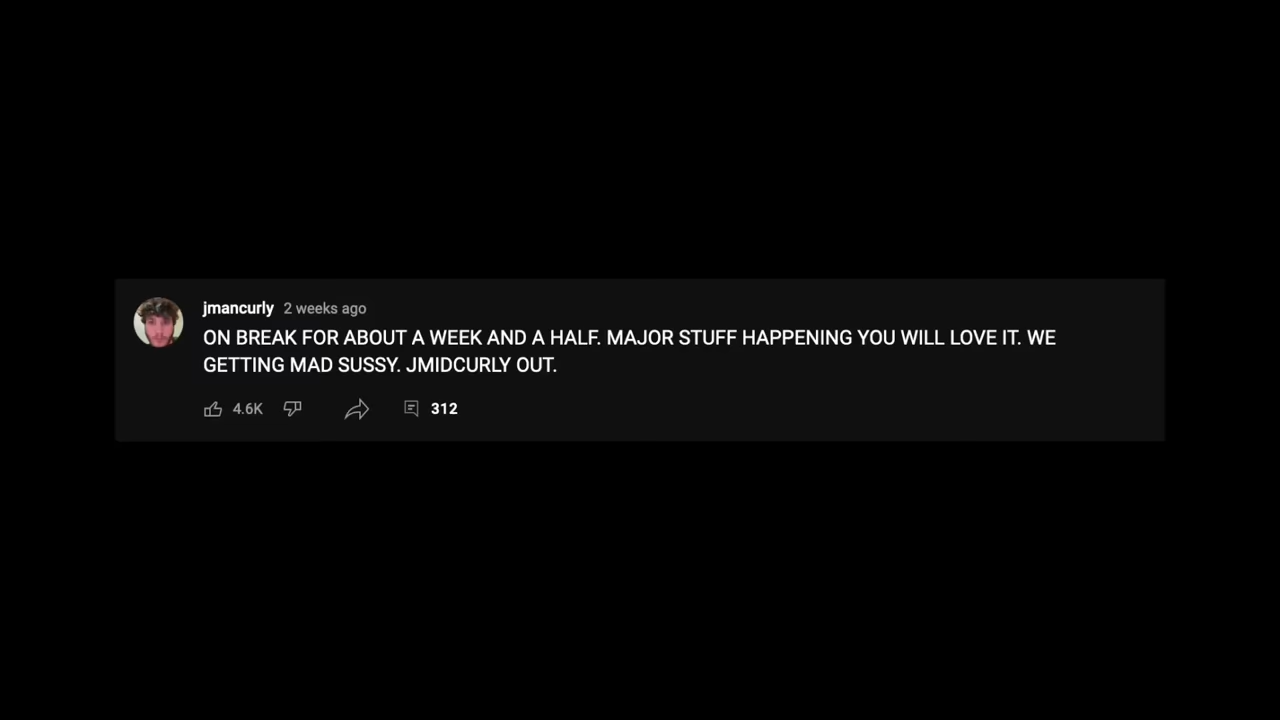 jmancurly 2 weeks ago
ON BREAK FOR ABOUT A WEEK AND A HALF. MAJOR STUFF HAPPENING YOU WILL LOVE IT. WE
GETTING MAD SUSSY. JMIDCURLY OUT.
4.6K 312